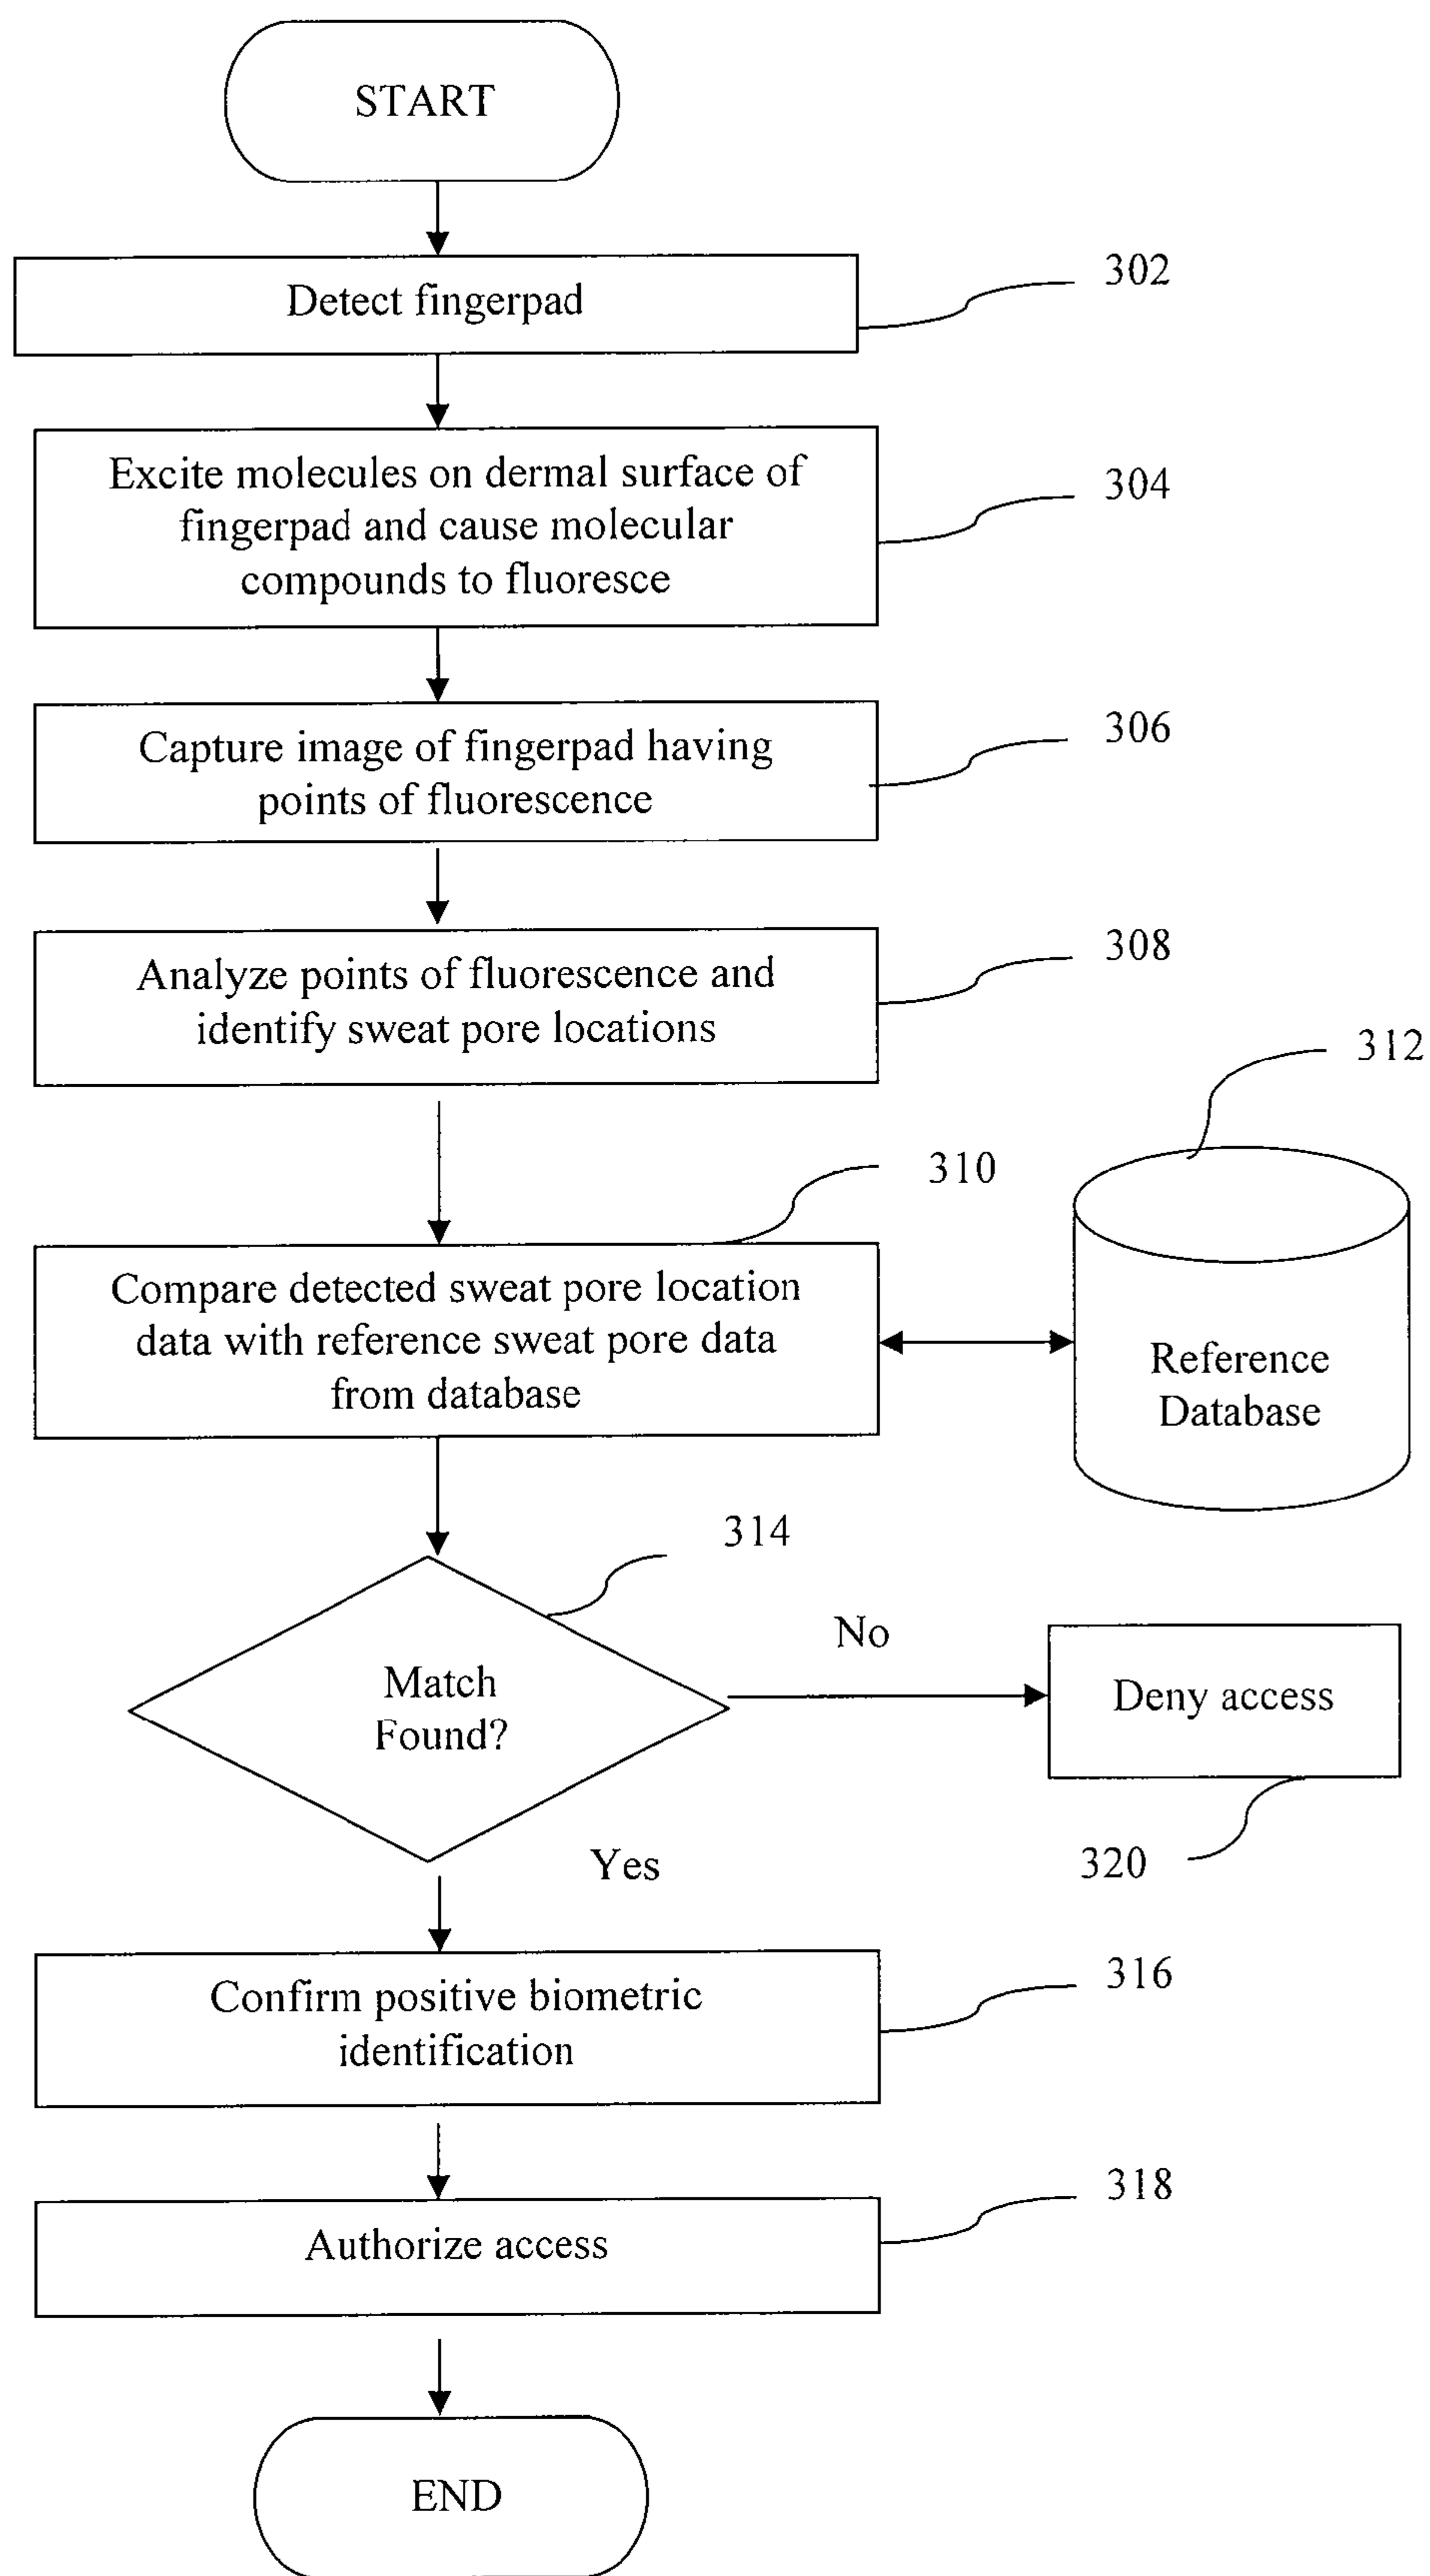 START
Detect fingerpad
302
Excite molecules on dermal surface of
fingerpad and cause molecular
compounds to fluoresce
304
Capture image of fingerpad having
points of fluorescence
306
Analyze points of fluorescence and
identify sweat pore locations
308
312
310
Compare detected sweat pore location
data with reference sweat pore data
from database
Reference
Database
314
Match
Found?
No
Deny access
320
Yes
Confirm positive biometric
identification
316
Authorize access
318
END